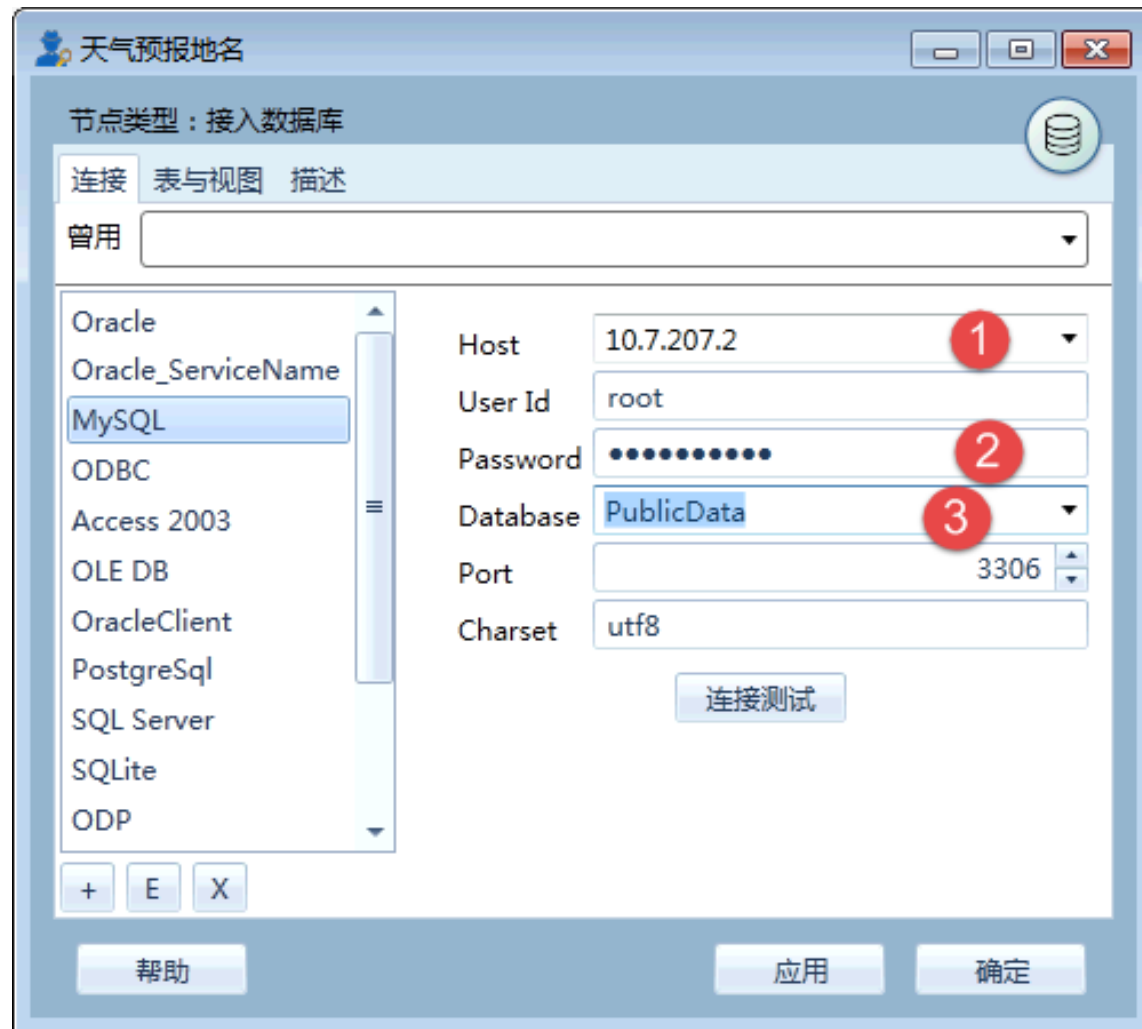 天气预报地名
节点类型：接入数据库
连接 表与视图 描述
曾用
Oracle
Oracle_ServiceName
MySQL
ODBC
Access 2003
OLE DB
OracleClient
PostgreSql
SQL Server
SQLite
ODP
Host 10.7.207.2 1
User Id root
Password •••••••••• 2
Database PublicData 3
Port 3306
Charset utf8
连接测试
+ E X
帮助 应用 确定